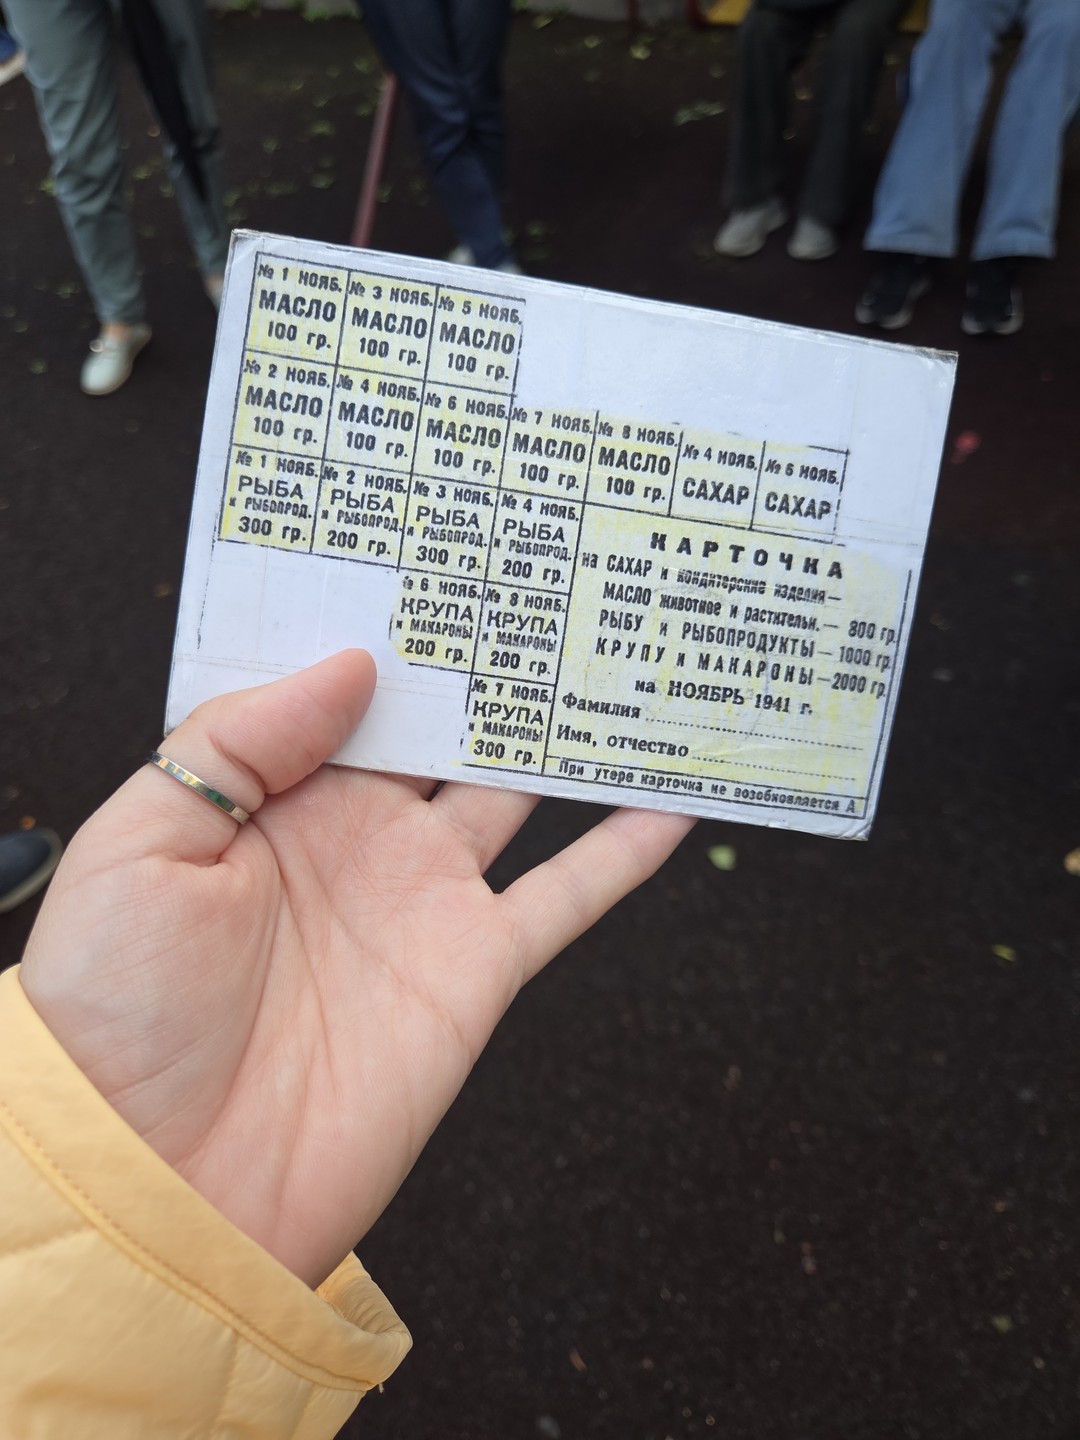 № 1 НОЯБ.
МАСЛО
100 гр.
№ 3 НОЯБ.
МАСЛО
100 гр.
№ 5 НОЯБ.
МАСЛО
100 гр.
№ 2 НОЯБ.
МАСЛО
100 гр.
№ 4 НОЯБ.
МАСЛО
100 гр.
№ 6 НОЯБ.
МАСЛО
100 гр.
№ 7 НОЯБ.
МАСЛО
100 гр.
№ 8 НОЯБ.
МАСЛО
100 гр.
№ 4 НОЯБ.
САХАР
№ 6 НОЯБ.
САХАР
№ 1 НОЯБ.
РЫБА
и РЫБОПРОД.
300 гр.
№ 2 НОЯБ.
РЫБА
и РЫБОПРОД.
200 гр.
№ 3 НОЯБ.
РЫБА
и РЫБОПРОД.
300 гр.
№ 4 НОЯБ.
РЫБА
и РЫБОПРОД.
200 гр.
№ 6 НОЯБ.
КРУПА
и МАКАРОНЫ
200 гр.
№ 8 НОЯБ.
КРУПА
и МАКАРОНЫ
200 гр.
№ 7 НОЯБ.
КРУПА
и МАКАРОНЫ
300 гр.
КАРТОЧКА
на САХАР и кондитерские изделия—
МАСЛО животное и растительн.— 800 гр.
РЫБУ и РЫБОПРОДУКТЫ—1000 гр.
КРУПУ и МАКАРОНЫ—2000 гр.
на НОЯБРЬ 1941 г.
Фамилия
Имя, отчество
При утере карточка не возобновляется А